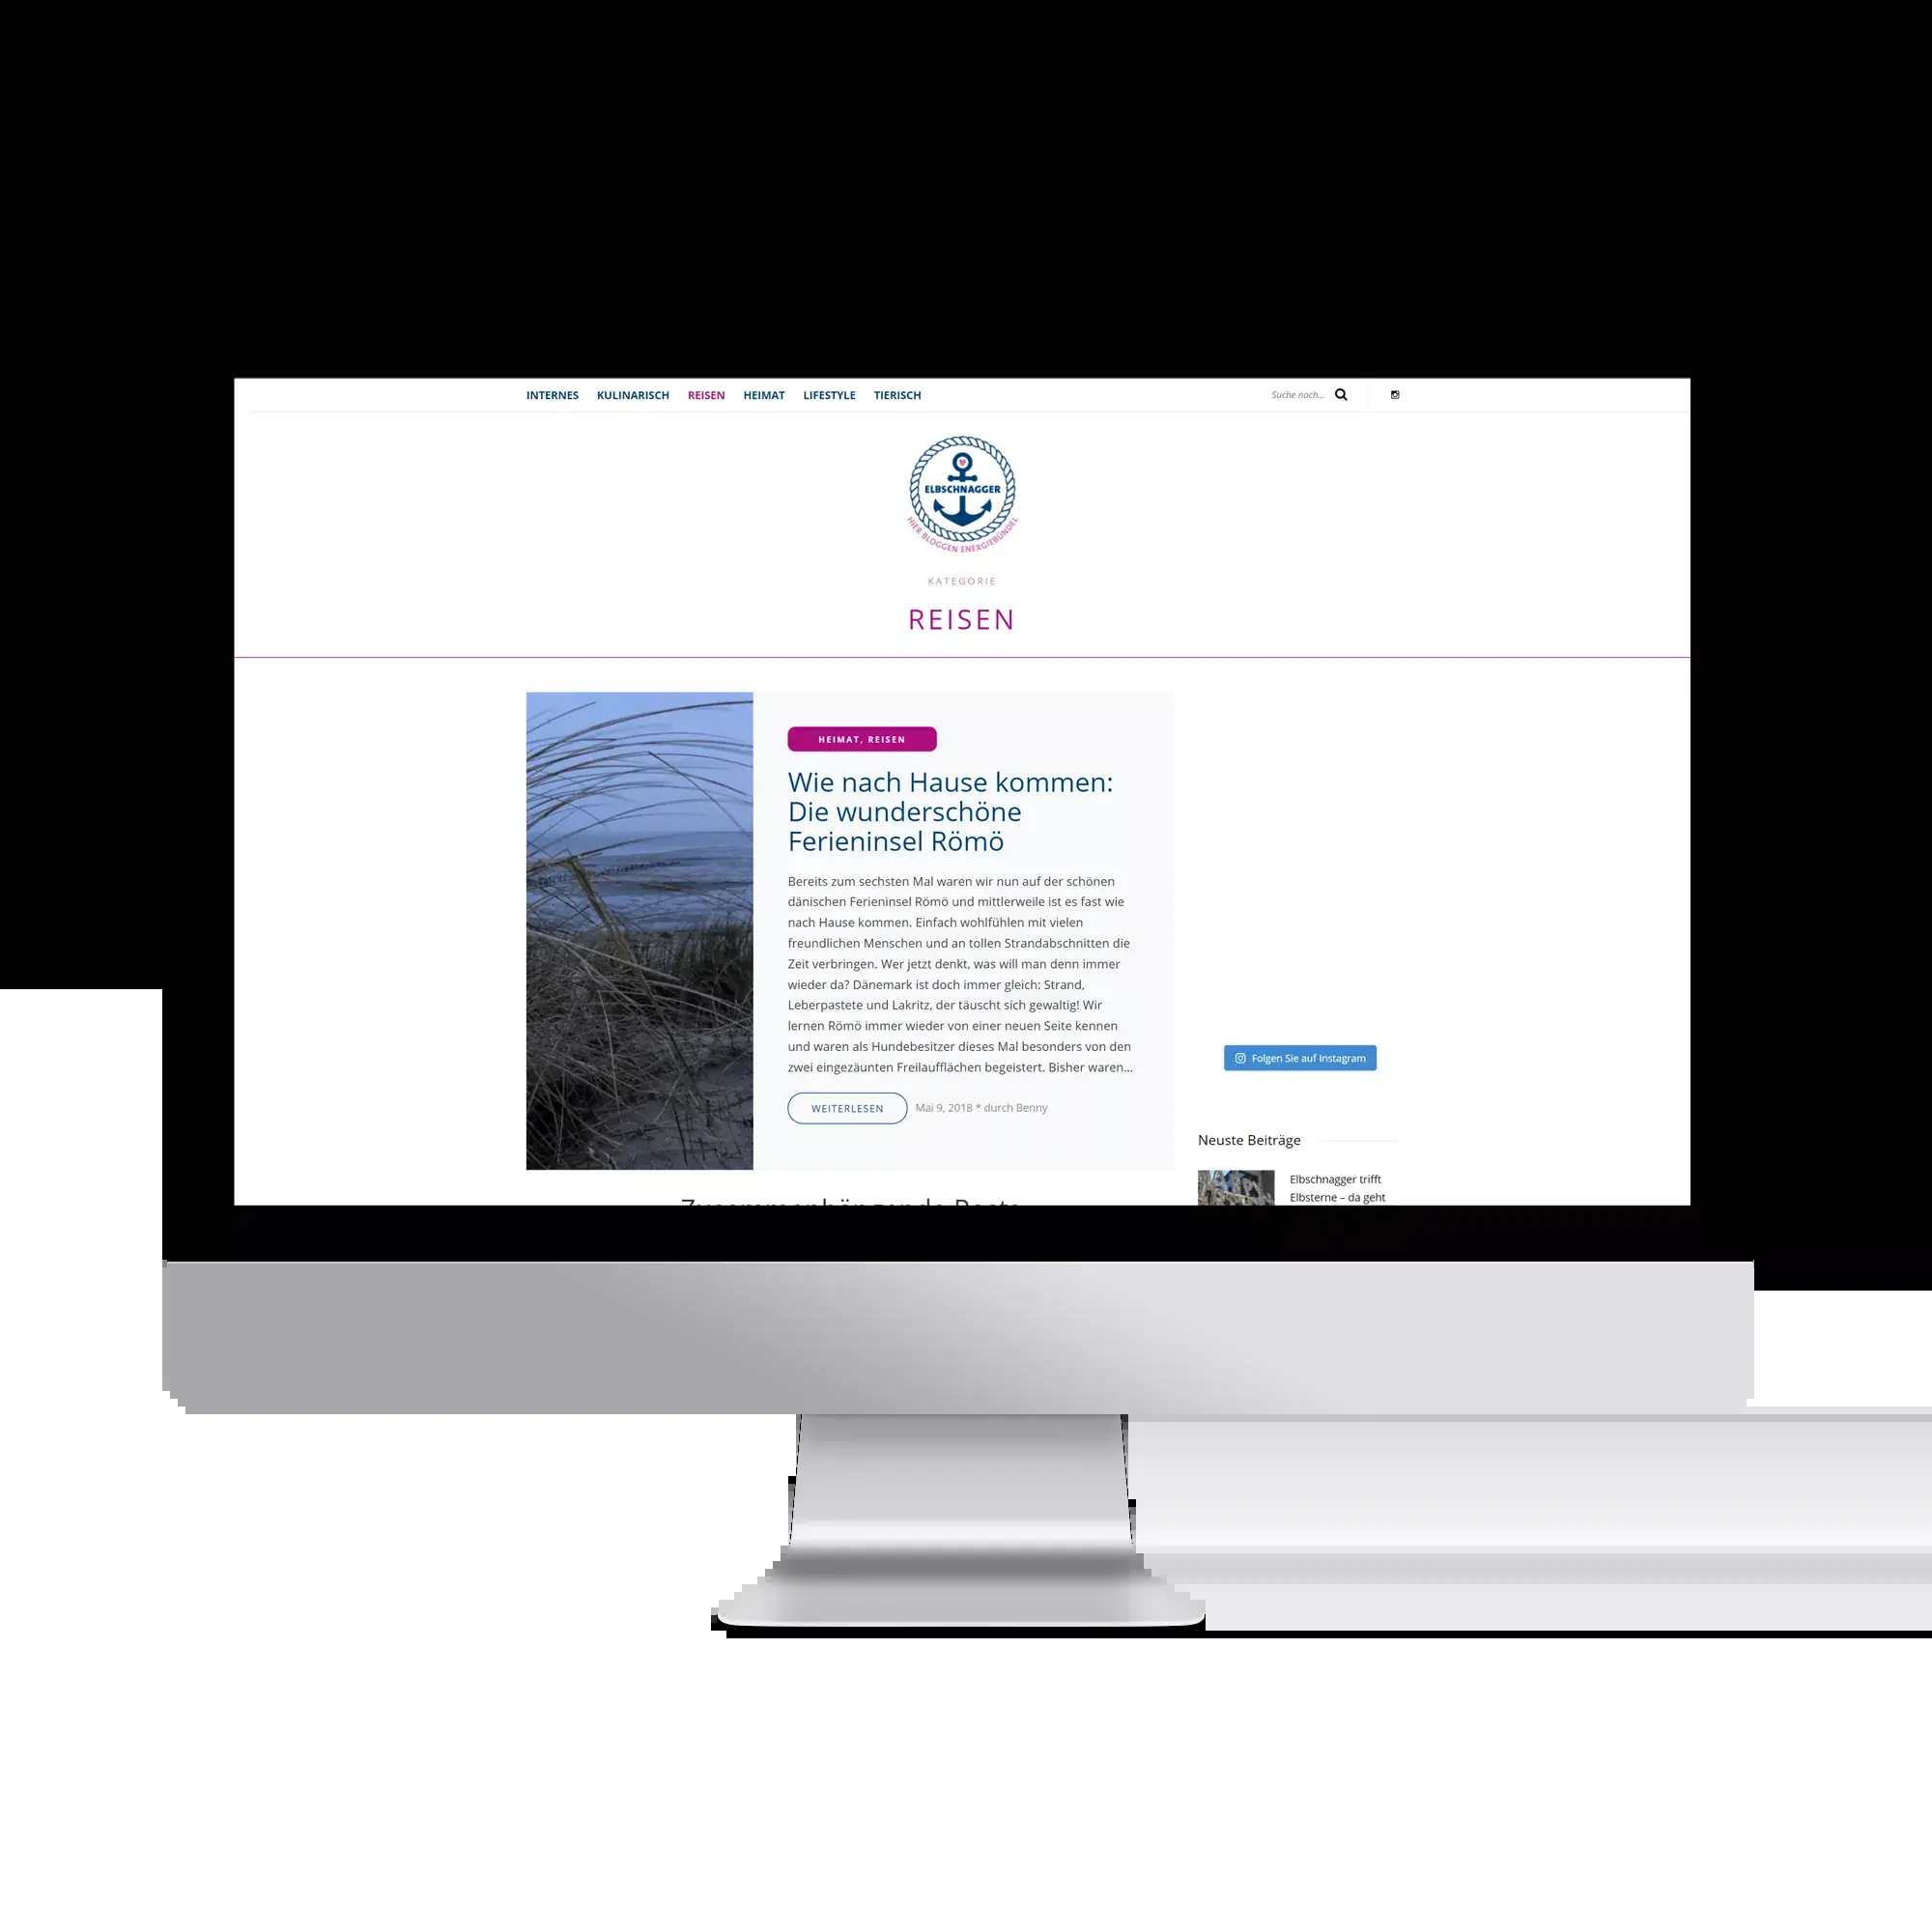 INTERNES KULINARISCH REISEN HEIMAT LIFESTYLE TIERISCH
Suche nach...
ELBSCHNAGGER
HIER BLOGGEN ENERGIEBÜNDEL
KATEGORIE
REISEN
HEIMAT, REISEN
Wie nach Hause kommen:
Die wunderschöne
Ferieninsel Römö
Bereits zum sechsten Mal waren wir nun auf der schönen
dänischen Ferieninsel Römö und mittlerweile ist es fast wie
nach Hause kommen. Einfach wohlfühlen mit vielen
freundlichen Menschen und an tollen Strandabschnitten die
Zeit verbringen. Wer jetzt denkt, was will man denn immer
wieder da? Dänemark ist doch immer gleich: Strand,
Leberpastete und Lakritz, der täuscht sich gewaltig! Wir
lernen Römö immer wieder von einer neuen Seite kennen
und waren als Hundebesitzer dieses Mal besonders von den
zwei eingezäunten Freilaufflächen begeistert. Bisher waren...
WEITERLESEN
Mai 9, 2018 * durch Benny
Folgen Sie auf Instagram
Neuste Beiträge
Elbschnagger trifft
Elbsterne – da geht
Zusammenhängende Posts